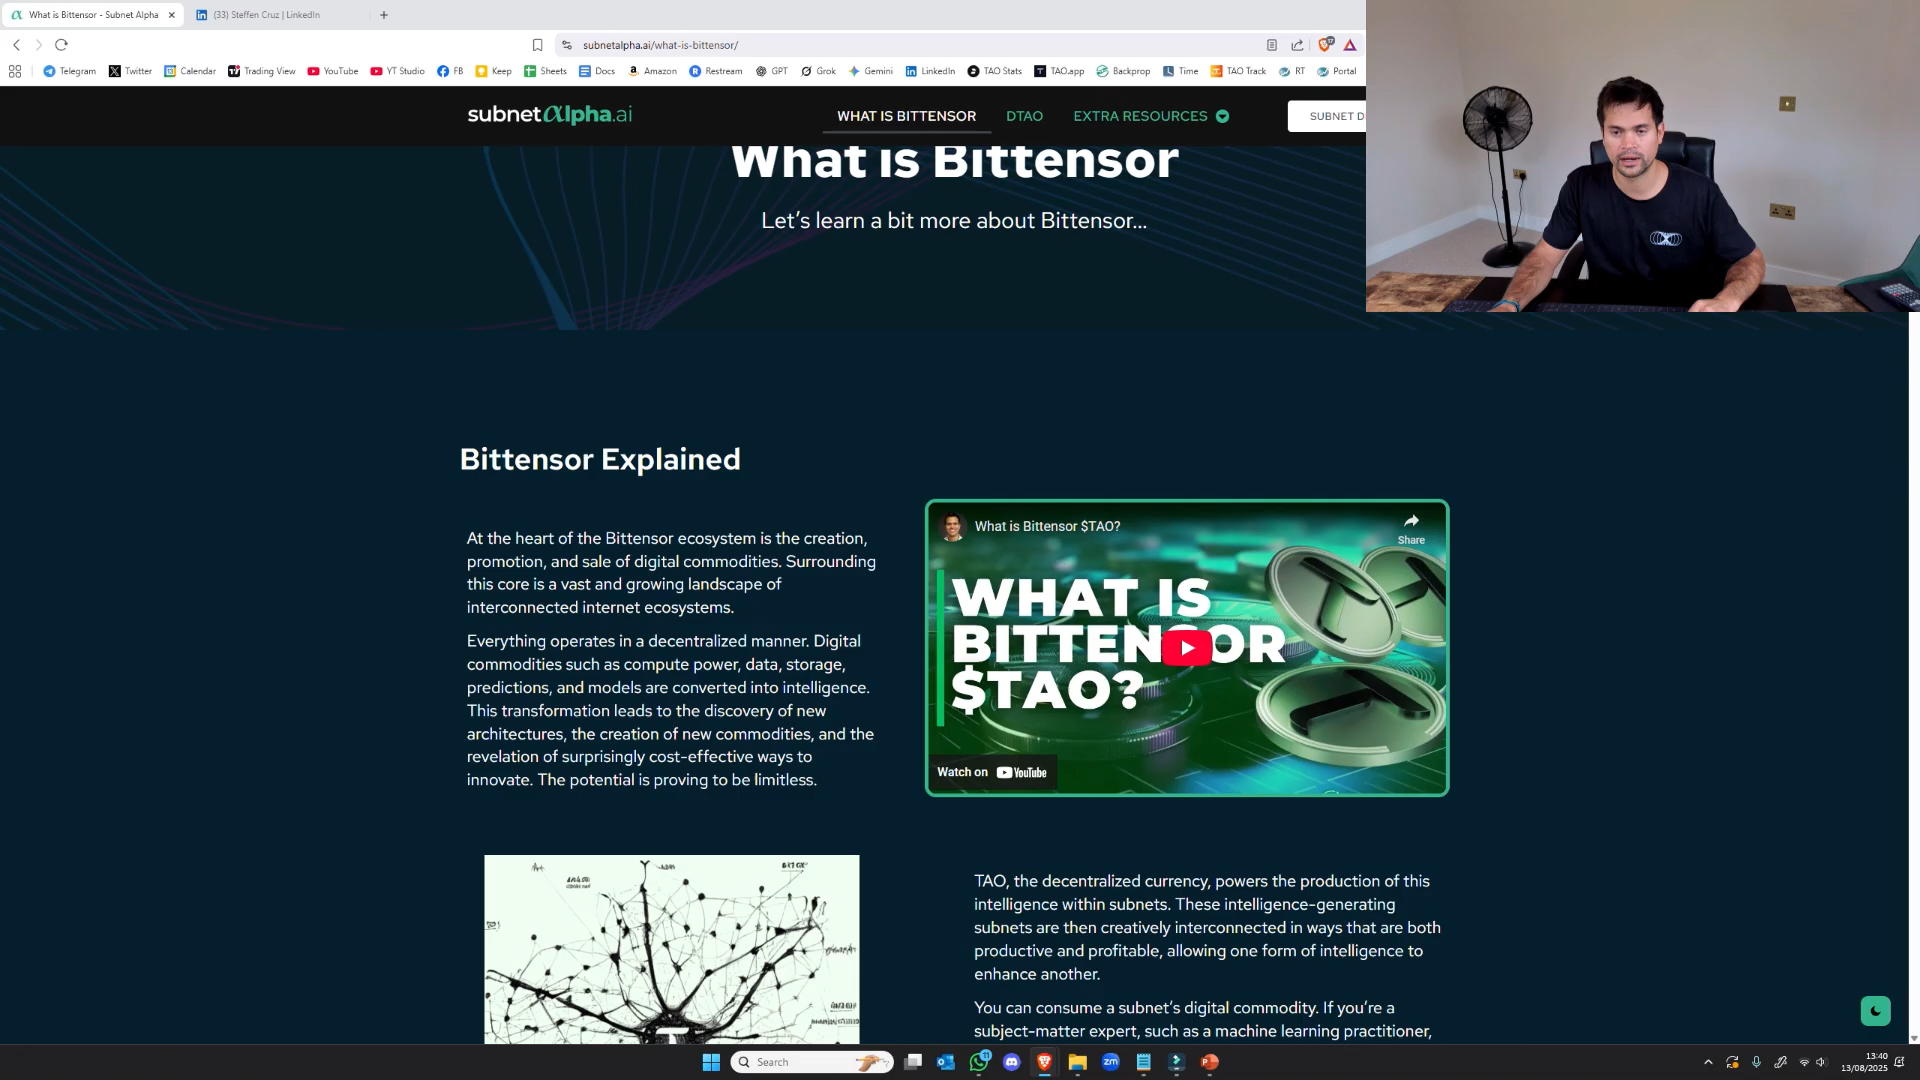 What is Bittensor - Subnet Alpha
(33) Steffen Cruz | LinkedIn
subnetalpha.ai/what-is-bittensor/
17
Telegram
Twitter
Calendar
Trading View
YouTube
YT Studio
FB
Keep
Sheets
Docs
Amazon
Restream
GPT
Grok
Gemini
LinkedIn
TAO Stats
TAO.app
Backprop
Time
TAO Track
RT
Portal
subnetαlpha.ai
WHAT IS BITTENSOR
DTAO
EXTRA RESOURCES
SUBNET D
What is Bittensor
Let's learn a bit more about Bittensor...
Bittensor Explained
At the heart of the Bittensor ecosystem is the creation,
promotion, and sale of digital commodities. Surrounding
this core is a vast and growing landscape of
interconnected internet ecosystems.
Everything operates in a decentralized manner. Digital
commodities such as compute power, data, storage,
predictions, and models are converted into intelligence.
This transformation leads to the discovery of new
architectures, the creation of new commodities, and the
revelation of surprisingly cost-effective ways to
innovate. The potential is proving to be limitless.
What is Bittensor $TAO?
Share
WHAT IS
BITTENSOR
$TAO?
Watch on YouTube
TAO, the decentralized currency, powers the production of this
intelligence within subnets. These intelligence-generating
subnets are then creatively interconnected in ways that are both
productive and profitable, allowing one form of intelligence to
enhance another.
You can consume a subnet's digital commodity. If you're a
subject-matter expert, such as a machine learning practitioner,
Search
11
zm
13:40
13/08/2025